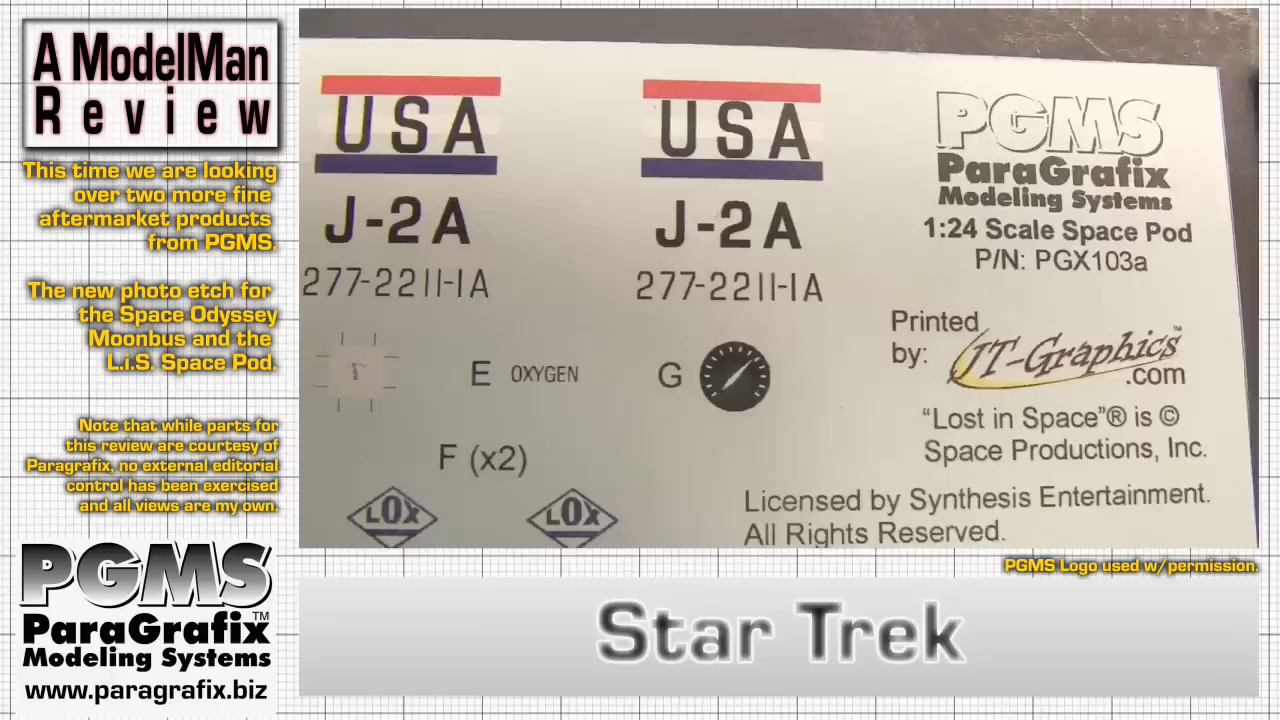 A ModelMan
Review
This time we are looking
over two more fine
aftermarket products
from PGMS.
The new photo etch for
the Space Odyssey
Moonbus and the
L.i.S. Space Pod.
Note that while parts for
this review are courtesy of
Paragrafix, no external editorial
control has been exercised
and all views are my own.
PGMS
ParaGrafix™
Modeling Systems
www.paragrafix.biz
USA
J-2A
277-2211-1A
USA
J-2A
277-2211-1A
E OXYGEN
G
F (x2)
LOX
LOX
PGMS
ParaGrafix
Modeling Systems
1:24 Scale Space Pod
P/N: PGX103a
Printed
by: JT-Graphics™
.com
“Lost in Space”® is ©
Space Productions, Inc.
Licensed by Synthesis Entertainment.
All Rights Reserved.
PGMS Logo used w/permission.
Star Trek